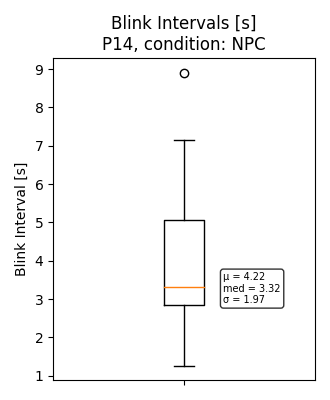 Blink Intervals [s]
P14, condition: NPC
Blink Interval [s]
9
8
7
6
5
4
3
2
1
μ = 4.22
med = 3.32
σ = 1.97